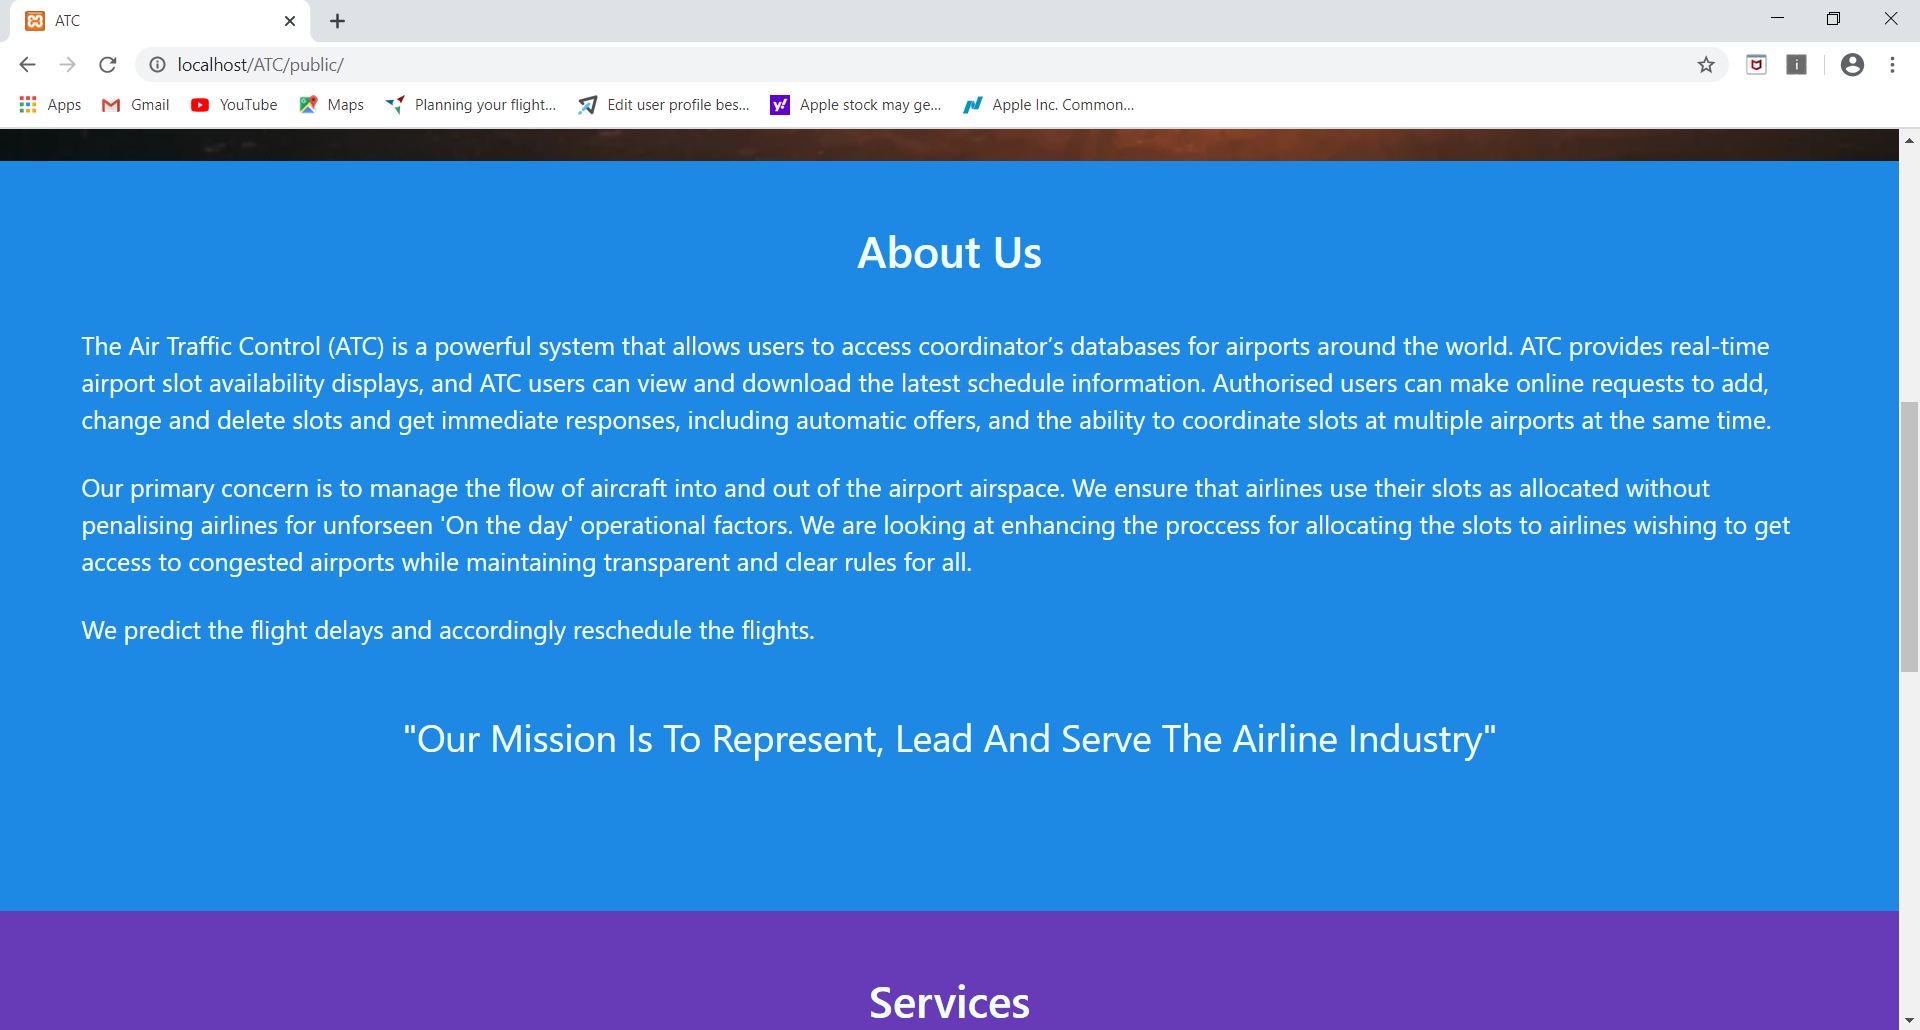 ATC
localhost/ATC/public/
Apps Gmail YouTube Maps Planning your flight... Edit user profile bes... Apple stock may ge... Apple Inc. Common...
About Us
The Air Traffic Control (ATC) is a powerful system that allows users to access coordinator’s databases for airports around the world. ATC provides real-time
airport slot availability displays, and ATC users can view and download the latest schedule information. Authorised users can make online requests to add,
change and delete slots and get immediate responses, including automatic offers, and the ability to coordinate slots at multiple airports at the same time.
Our primary concern is to manage the flow of aircraft into and out of the airport airspace. We ensure that airlines use their slots as allocated without
penalising airlines for unforseen 'On the day' operational factors. We are looking at enhancing the proccess for allocating the slots to airlines wishing to get
access to congested airports while maintaining transparent and clear rules for all.
We predict the flight delays and accordingly reschedule the flights.
"Our Mission Is To Represent, Lead And Serve The Airline Industry"
Services